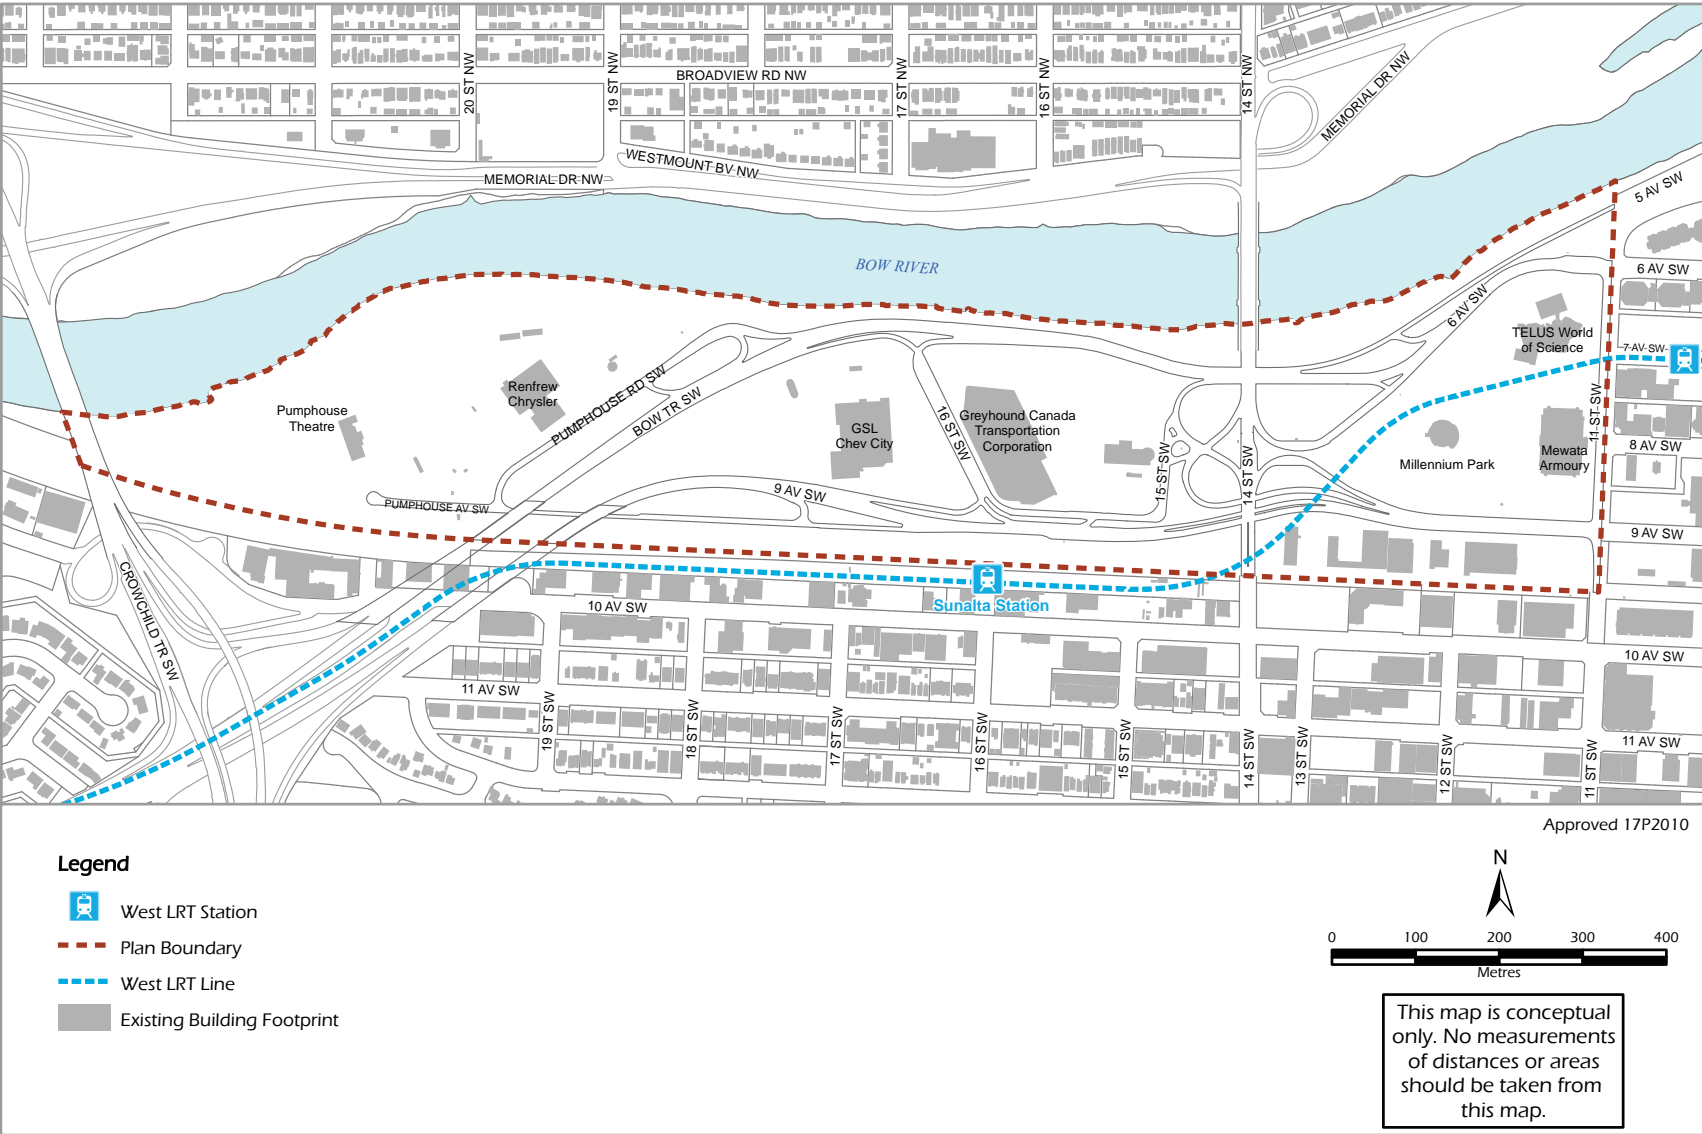 BROADVIEW RD NW
20 ST NW
19 ST NW
17 ST NW
16 ST NW
14 ST NW
MEMORIAL DR NW
WESTMOUNT BV NW
MEMORIAL DR NW
5 AV SW
BOW RIVER
6 AV SW
6 AV SW
TELUS World
of Science
7 AV SW
Renfrew
Chrysler
PUMPHOUSE RD SW
BOW TR SW
Pumphouse
Theatre
GSL
Chev City
16 ST SW
Greyhound Canada
Transportation
Corporation
15 ST SW
14 ST SW
Millennium Park
Mewata
Armoury
11 ST SW
8 AV SW
9 AV SW
PUMPHOUSE AV SW
9 AV SW
CROWCHILD TR SW
Sunalta Station
10 AV SW
10 AV SW
11 AV SW
19 ST SW
18 ST SW
17 ST SW
16 ST SW
15 ST SW
14 ST SW
13 ST SW
12 ST SW
11 ST SW
11 AV SW
Approved 17P2010
Legend
West LRT Station
Plan Boundary
West LRT Line
Existing Building Footprint
N
0 100 200 300 400
Metres
This map is conceptual
only. No measurements
of distances or areas
should be taken from
this map.